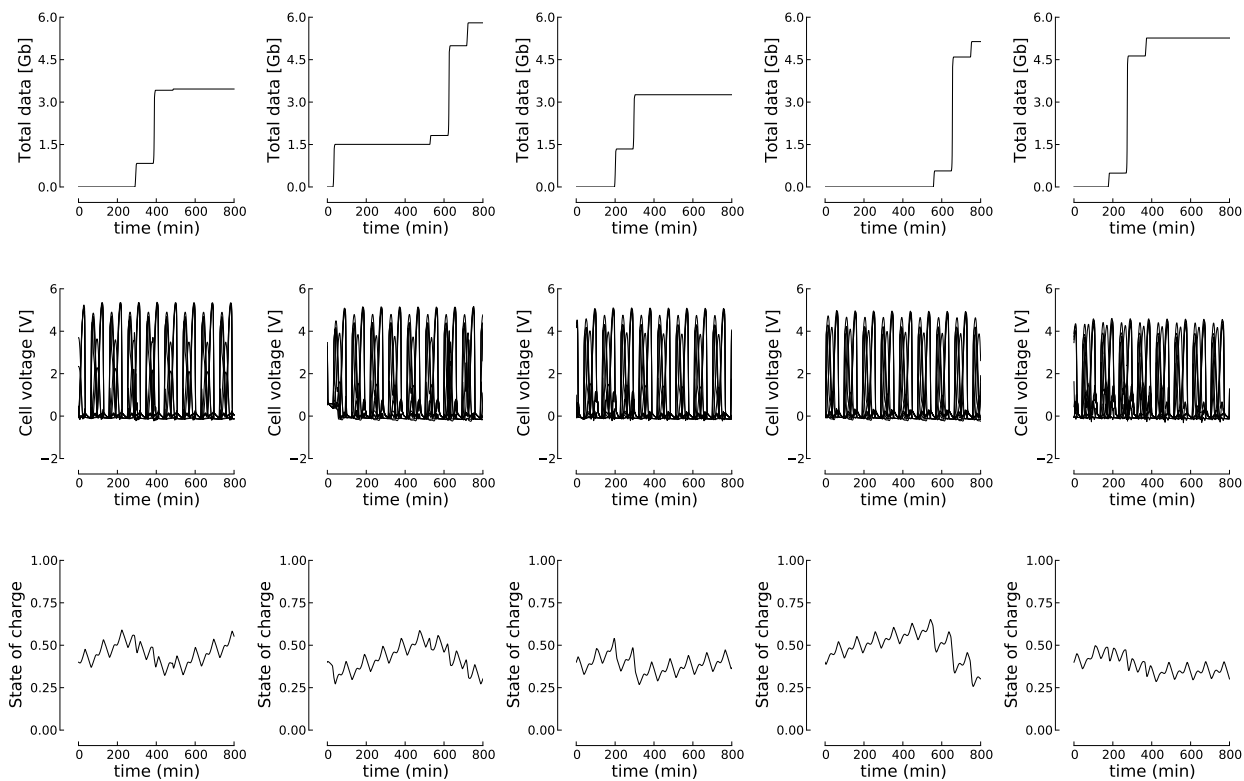 Total data [Gb] Total data [Gb] Total data [Gb] Total data [Gb] Total data [Gb]
6.0 6.0 6.0 6.0 6.0
4.5 4.5 4.5 4.5 4.5
3.0 3.0 3.0 3.0 3.0
1.5 1.5 1.5 1.5 1.5
0.0 0.0 0.0 0.0 0.0
0 200 400 600 800 0 200 400 600 800 0 200 400 600 800 0 200 400 600 800 0 200 400 600 800
time (min) time (min) time (min) time (min) time (min)
Cell voltage [V] Cell voltage [V] Cell voltage [V] Cell voltage [V] Cell voltage [V]
6 6 6 6 6
4 4 4 4 4
2 2 2 2 2
0 0 0 0 0
−2 −2 −2 −2 −2
0 200 400 600 800 0 200 400 600 800 0 200 400 600 800 0 200 400 600 800 0 200 400 600 800
time (min) time (min) time (min) time (min) time (min)
State of charge State of charge State of charge State of charge State of charge
1.00 1.00 1.00 1.00 1.00
0.75 0.75 0.75 0.75 0.75
0.50 0.50 0.50 0.50 0.50
0.25 0.25 0.25 0.25 0.25
0.00 0.00 0.00 0.00 0.00
0 200 400 600 800 0 200 400 600 800 0 200 400 600 800 0 200 400 600 800 0 200 400 600 800
time (min) time (min) time (min) time (min) time (min)